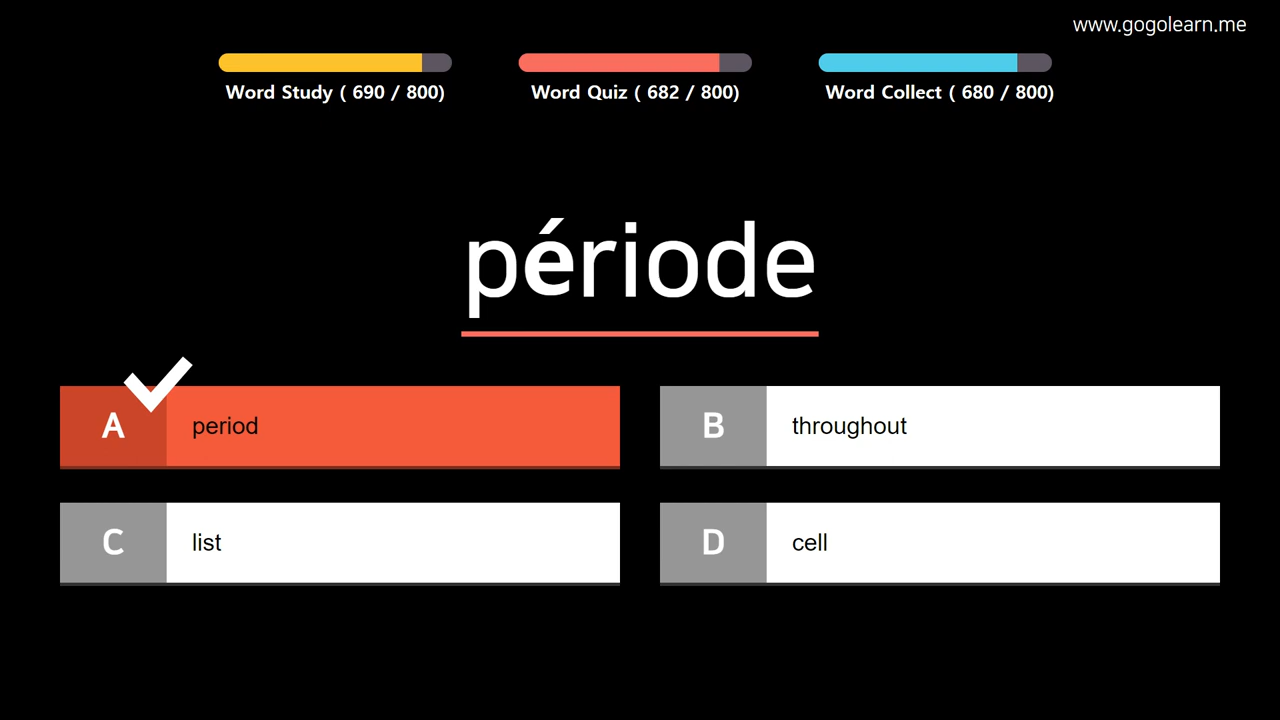 www.gogolearn.me
Word Study ( 690 / 800)
Word Quiz ( 682 / 800)
Word Collect ( 680 / 800)
période
A period
B throughout
C list
D cell